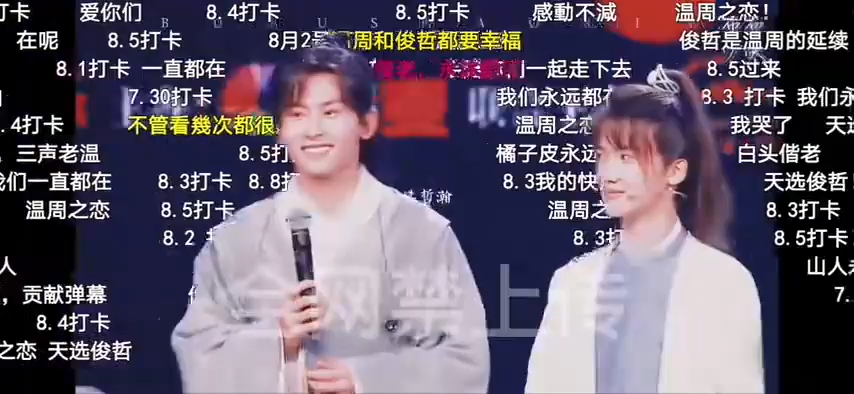 打卡 爱你们 8.4打卡 8.5打卡 感動不減 温周之恋!
在呢 8.5打卡 8月2号 周和俊哲都要幸福 俊哲是温周的延续
8.1打卡 一直都在 一起走下去 8.5过来
7.30打卡 我们永远都在 8.3 打卡 我们永
.4打卡 不管看幾次都很 温周之恋 我哭了 天选
。三声老温 8.5打 橘子皮永远 白头偕老
我们一直都在 8.3打卡 8.8打 8.3我的快 天选俊哲!
温周之恋 8.5打卡 哲瀚 温周之 8.3打卡
8.2 8.3打 8.5打卡
人 山人
全网禁上传
,贡献弹幕 7.
8.4打卡
之恋 天选俊哲